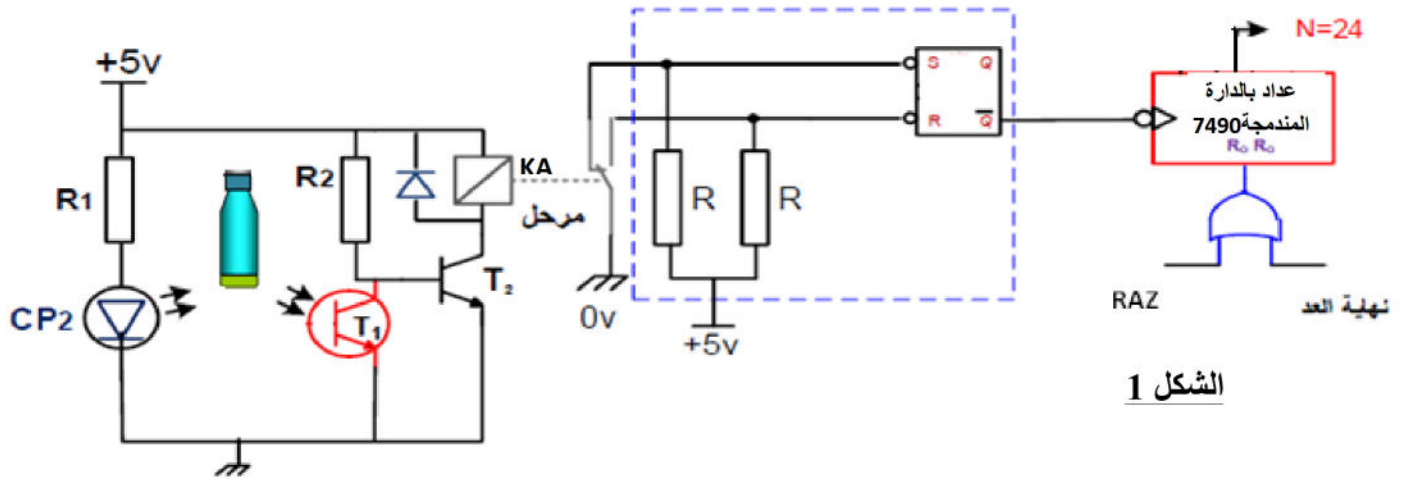 +5v
R1
CP2
R2
T1
T2
KA
مرحل
0v
R
R
+5v
S Q
R Q̅
N=24
عداد بالدارة
المندمجة7490
R₀ R₀
RAZ
نهاية العد
الشكل 1